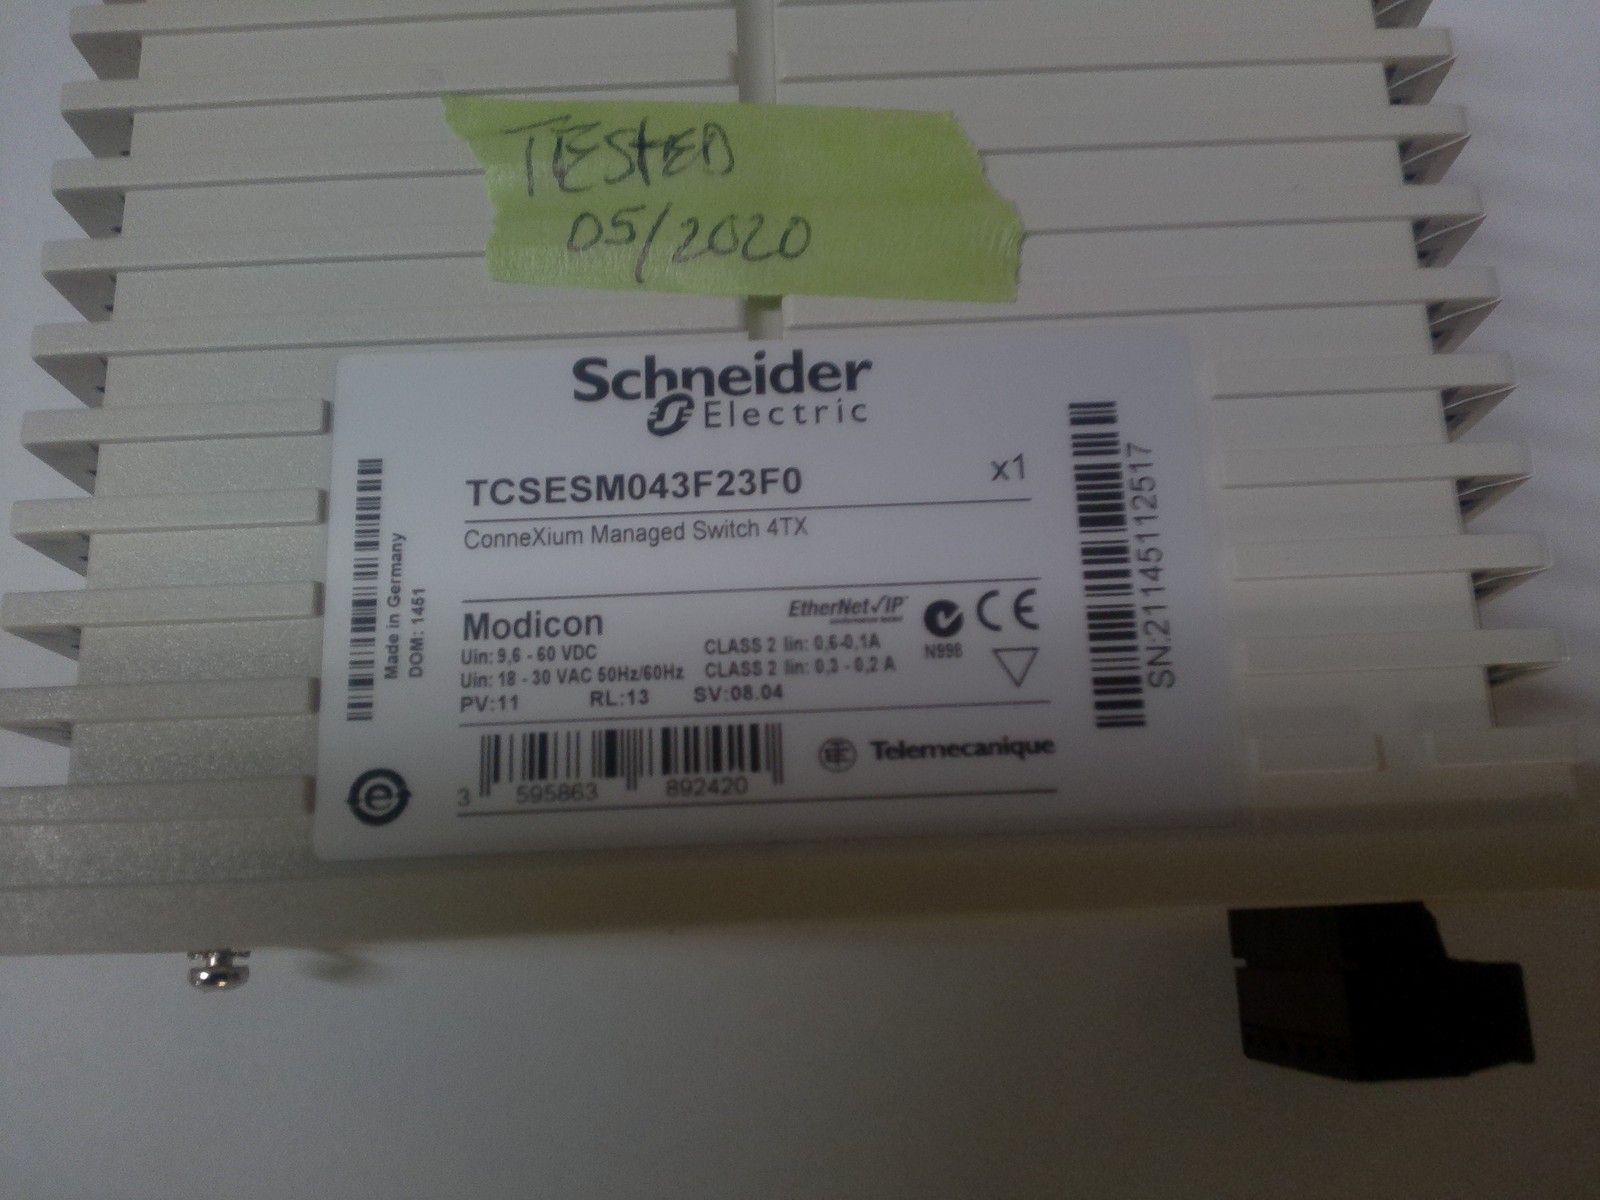 TESTED
05/2020
Schneider
Electric
TCSESM043F23F0
x1
ConneXium Managed Switch 4TX
Modicon
EtherNet/IP
Uin: 9,6 - 60 VDC
CLASS 2 Iin: 0,6-0,1A
Uin: 18 - 30 VAC 50Hz/60Hz
CLASS 2 Iin: 0,3 - 0,2 A
PV:11 RL:13 SV:08.04
N998
CE
3 595863 892420
Telemecanique
Made in Germany
DOM: 1451
SN:21145112517